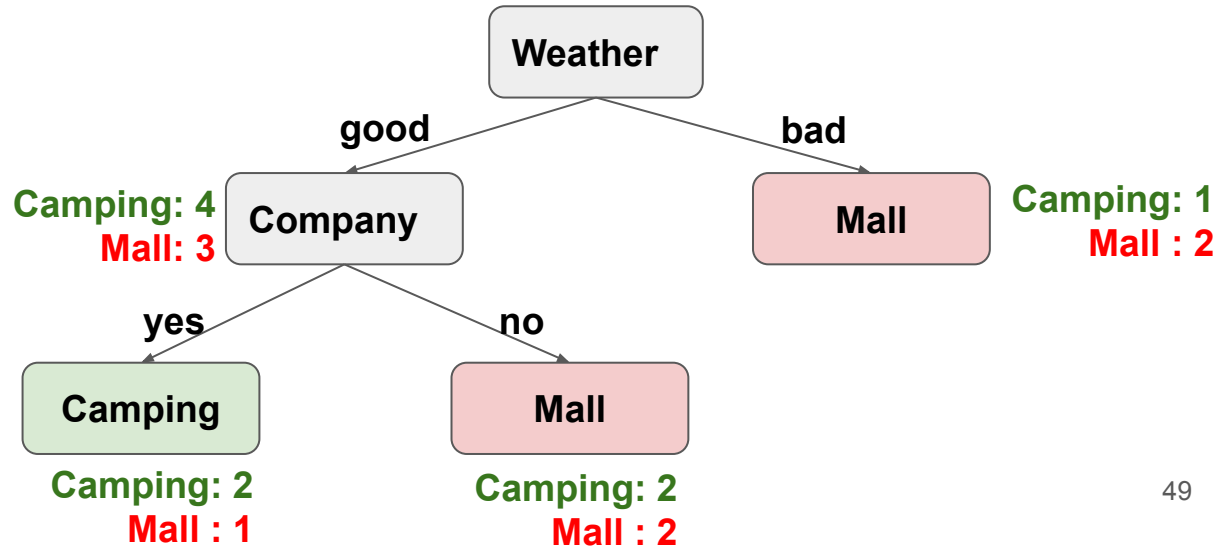 Weather
good
bad
Camping: 4
Mall: 3
Company
Mall
Camping: 1
Mall : 2
yes
no
Camping
Mall
Camping: 2
Mall : 1
Camping: 2
Mall : 2
49